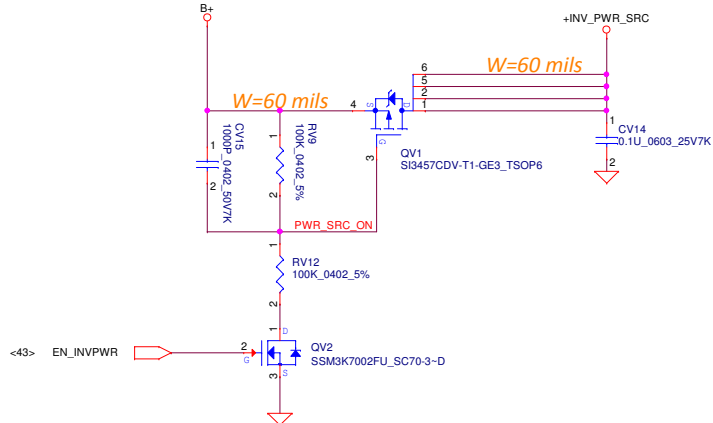 B+
+INV_PWR_SRC
W=60 mils
W=60 mils
4
S
D
G
6
5
2
1
3
QV1
SI3457CDV-T1-GE3_TSOP6
1
2
CV15
1000P_0402_50V7K
1
2
RV9
100K_0402_5%
1
2
CV14
0.1U_0603_25V7K
PWR_SRC_ON
1
2
RV12
100K_0402_5%
<43>
EN_INVPWR
2
G
1
D
3
S
QV2
SSM3K7002FU_SC70-3~D